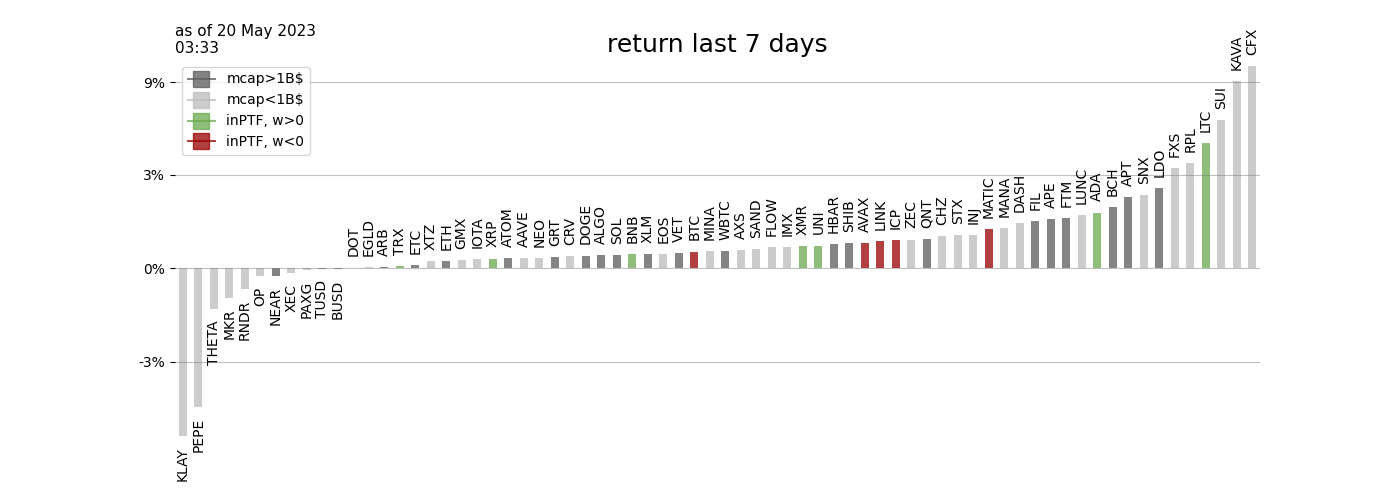 as of 20 May 2023
03:33
return last 7 days
mcap>1B$
mcap<1B$
inPTF, w>0
inPTF, w<0
9%
3%
0%
-3%
KLAY
PEPE
THETA
MKR
RNDR
OP
NEAR
XEC
PAXG
TUSD
BUSD
DOT
EGLD
ARB
TRX
ETC
XTZ
ETH
GMX
IOTA
XRP
ATOM
AAVE
NEO
GRT
CRV
DOGE
ALGO
SOL
BNB
XLM
EOS
VET
BTC
MINA
WBTC
AXS
SAND
FLOW
IMX
XMR
UNI
HBAR
SHIB
AVAX
LINK
ICP
ZEC
QNT
CHZ
STX
INJ
MATIC
MANA
DASH
FIL
APE
FTM
LUNC
ADA
BCH
APT
SNX
LDO
FXS
RPL
LTC
SUI
KAVA
CFX